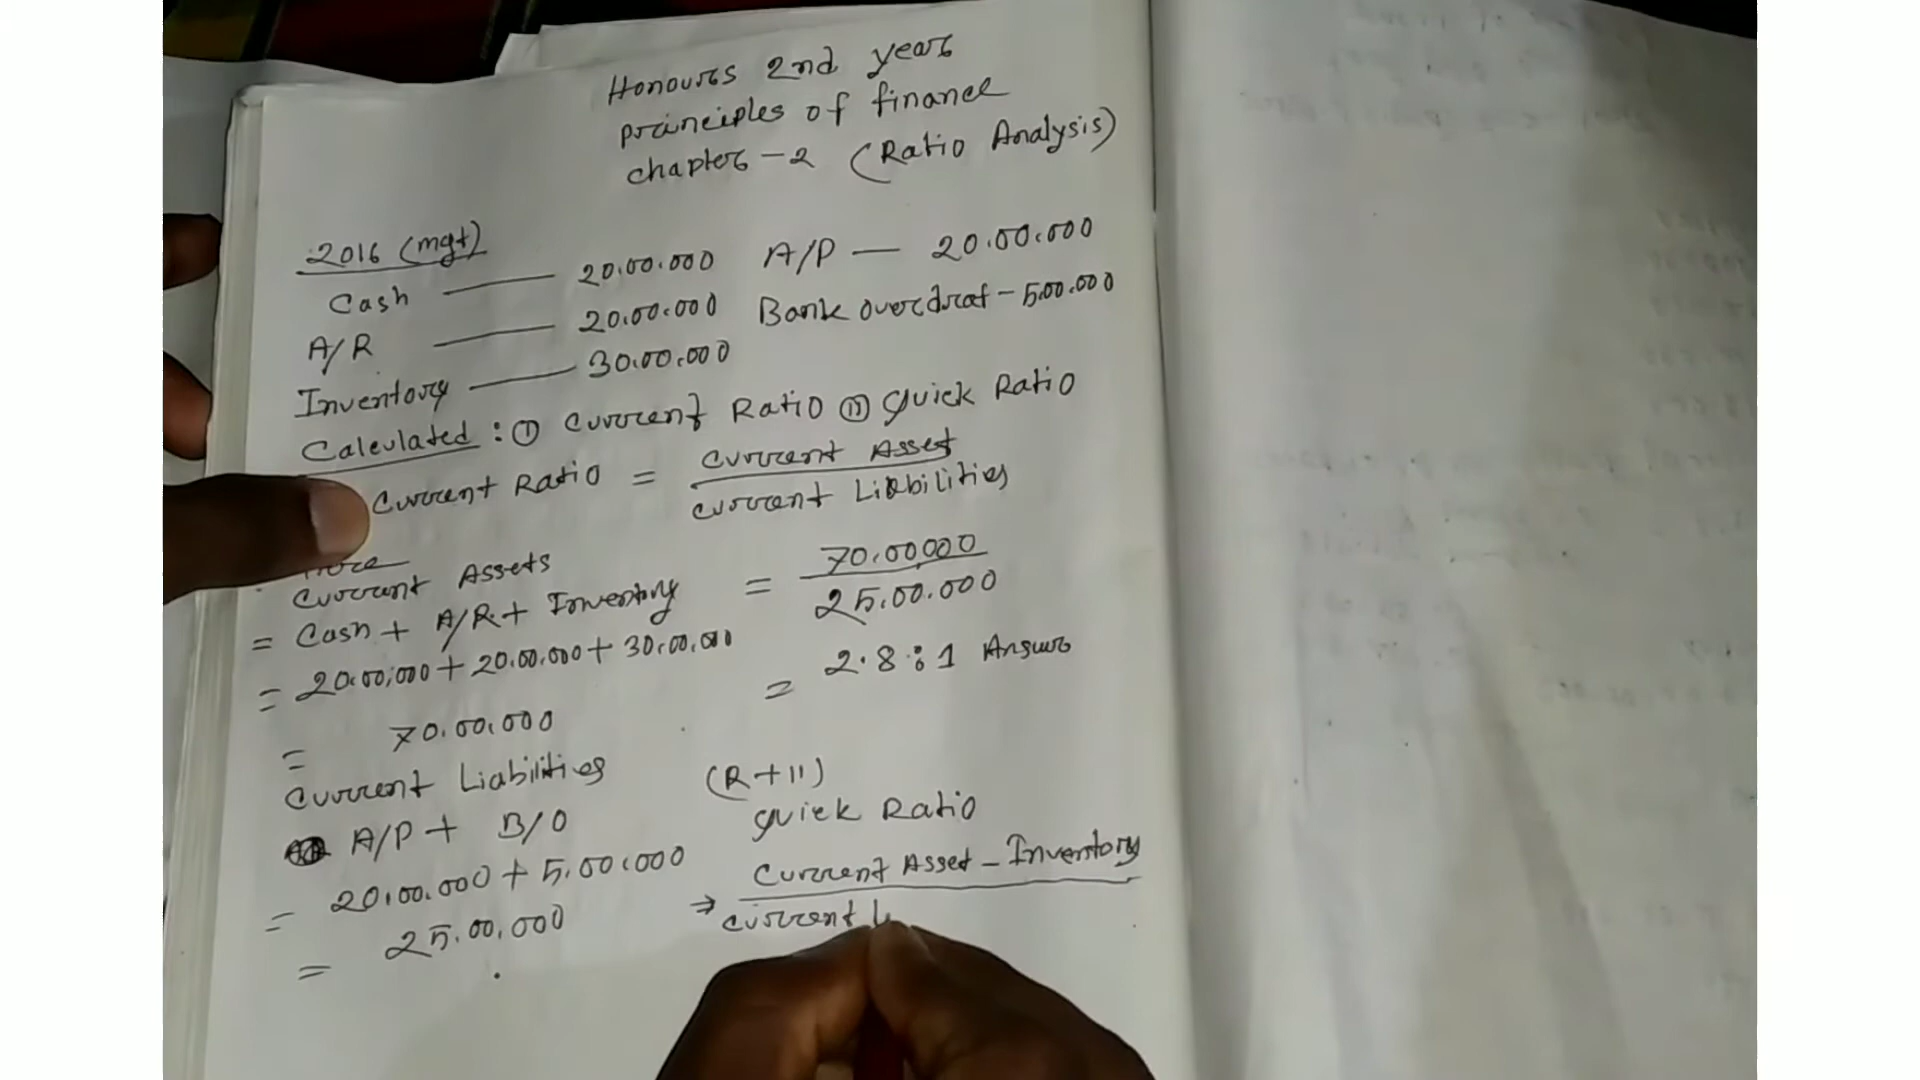 Honours 2nd year
principles of finance
chapter - 2 (Ratio Analysis)
2016 (mgt)
Cash — 20,00,000 A/P — 20,00,000
A/R — 20,00,000 Bank overdraf - 5,00,000
Inventory — 30,00,000
Calculated : ① Current Ratio ⑪ Quick Ratio
Current Ratio = Current Asset
Current Liabilities
Current Assets
= Cash + A/R + Inventory
= 70,00000
25,00,000
= 20,00,000 + 20,00,000 + 30,00,000
= 2.8 : 1 Answer
= 70,00,000
Current Liabilities
A/P + B/O
= 20,00,000 + 5,00,000
= 25,00,000
(R + 11)
Quick Ratio
⇒ Current Asset - Inventory
Current L